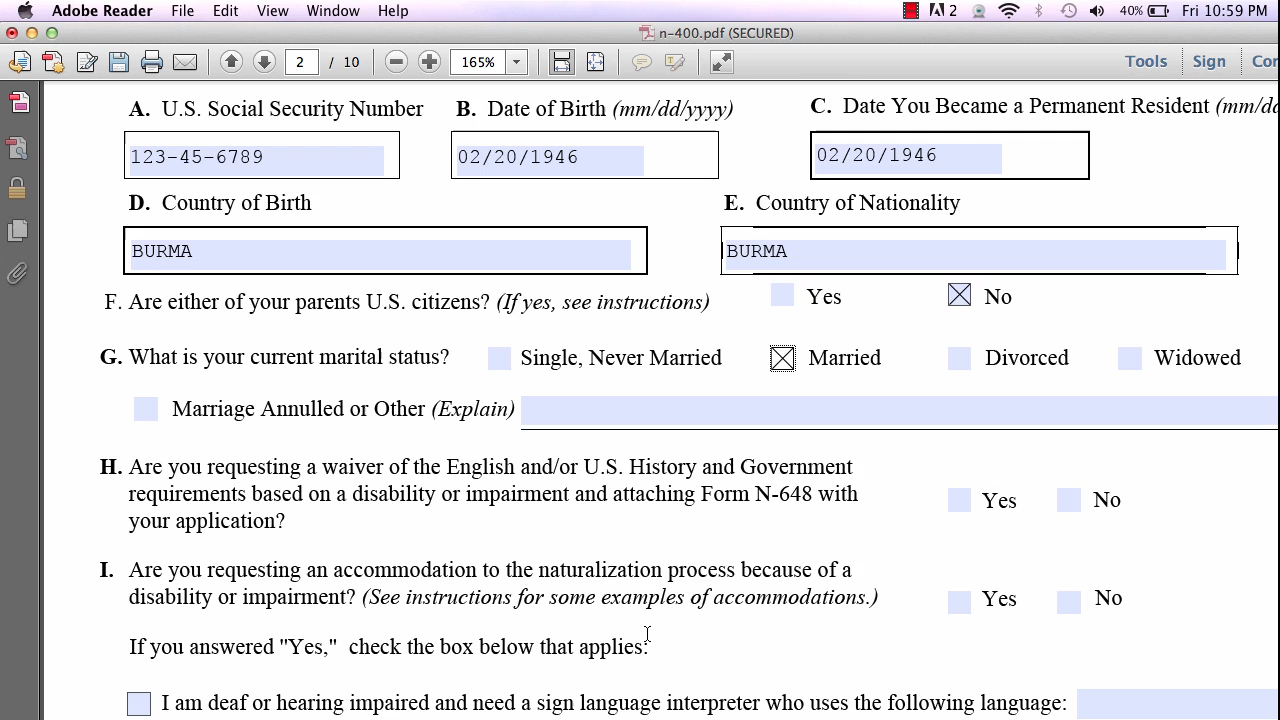 Adobe Reader File Edit View Window Help 2 40% Fri 10:59 PM
n-400.pdf (SECURED)
2 / 10 165% Tools Sign
A. U.S. Social Security Number B. Date of Birth (mm/dd/yyyy) C. Date You Became a Permanent Resident
123-45-6789 02/20/1946 02/20/1946
D. Country of Birth E. Country of Nationality
BURMA BURMA
F. Are either of your parents U.S. citizens? (If yes, see instructions) Yes No
G. What is your current marital status? Single, Never Married Married Divorced Widowed
Marriage Annulled or Other (Explain)
H. Are you requesting a waiver of the English and/or U.S. History and Government
requirements based on a disability or impairment and attaching Form N-648 with
your application?
Yes No
I. Are you requesting an accommodation to the naturalization process because of a
disability or impairment? (See instructions for some examples of accommodations.)
Yes No
If you answered "Yes," check the box below that applies:
I am deaf or hearing impaired and need a sign language interpreter who uses the following language: